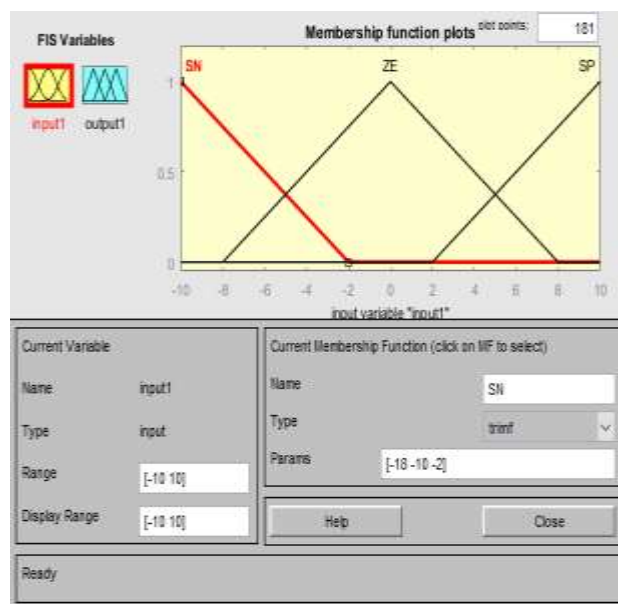 FIS Variables
Membership function plots plot points: 181
SN ZE SP
input1 output1
1
0.5
0
-10 -8 -6 -4 -2 0 2 4 6 8 10
input variable "input1"
Current Variable
Name input1
Type input
Range [-10 10]
Display Range [-10 10]
Current Membership Function (click on MF to select)
Name SN
Type trimf
Params [-18 -10 -2]
Help Close
Ready